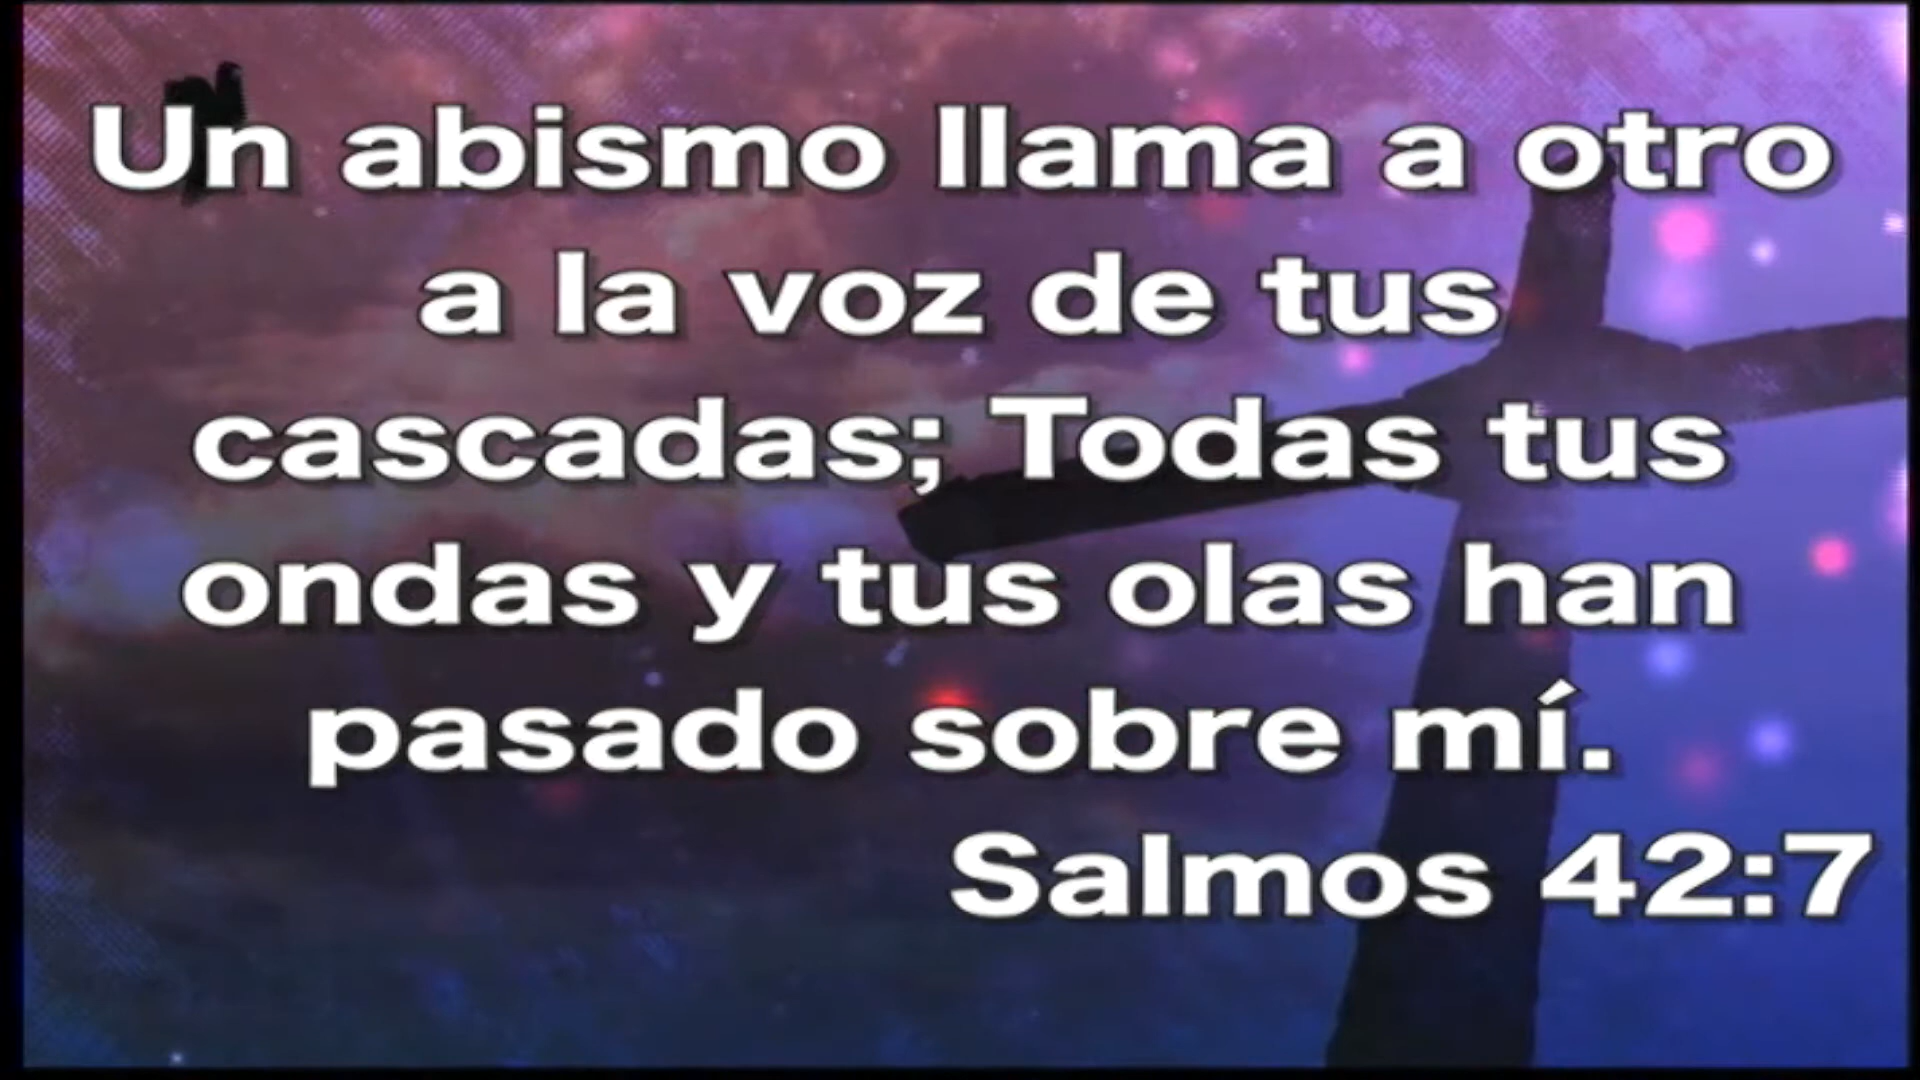 Un abismo llama a otro
a la voz de tus
cascadas; Todas tus
ondas y tus olas han
pasado sobre mí.
Salmos 42:7